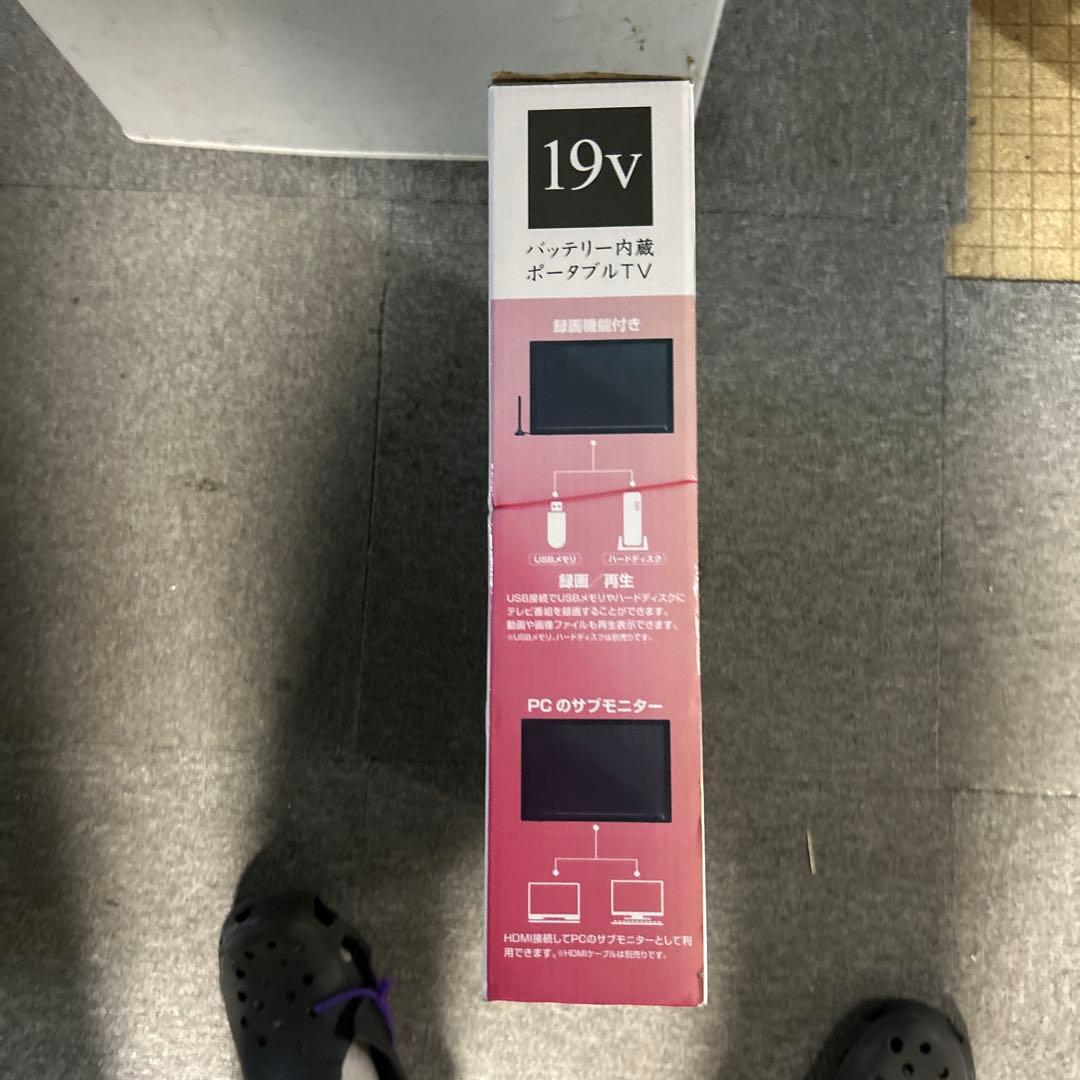 19v
バッテリー内蔵
ポータブルTV
録画機能付き
USBメモリ
ハードディスク
録画／再生
USB接続でUSBメモリやハードディスクに
テレビ番組を録画することができます。
動画や画像ファイルも再生表示できます。
※USBメモリ、ハードディスクは別売りです。
PCのサブモニター
HDMI接続してPCのサブモニターとして利
用できます。※HDMIケーブルは別売りです。